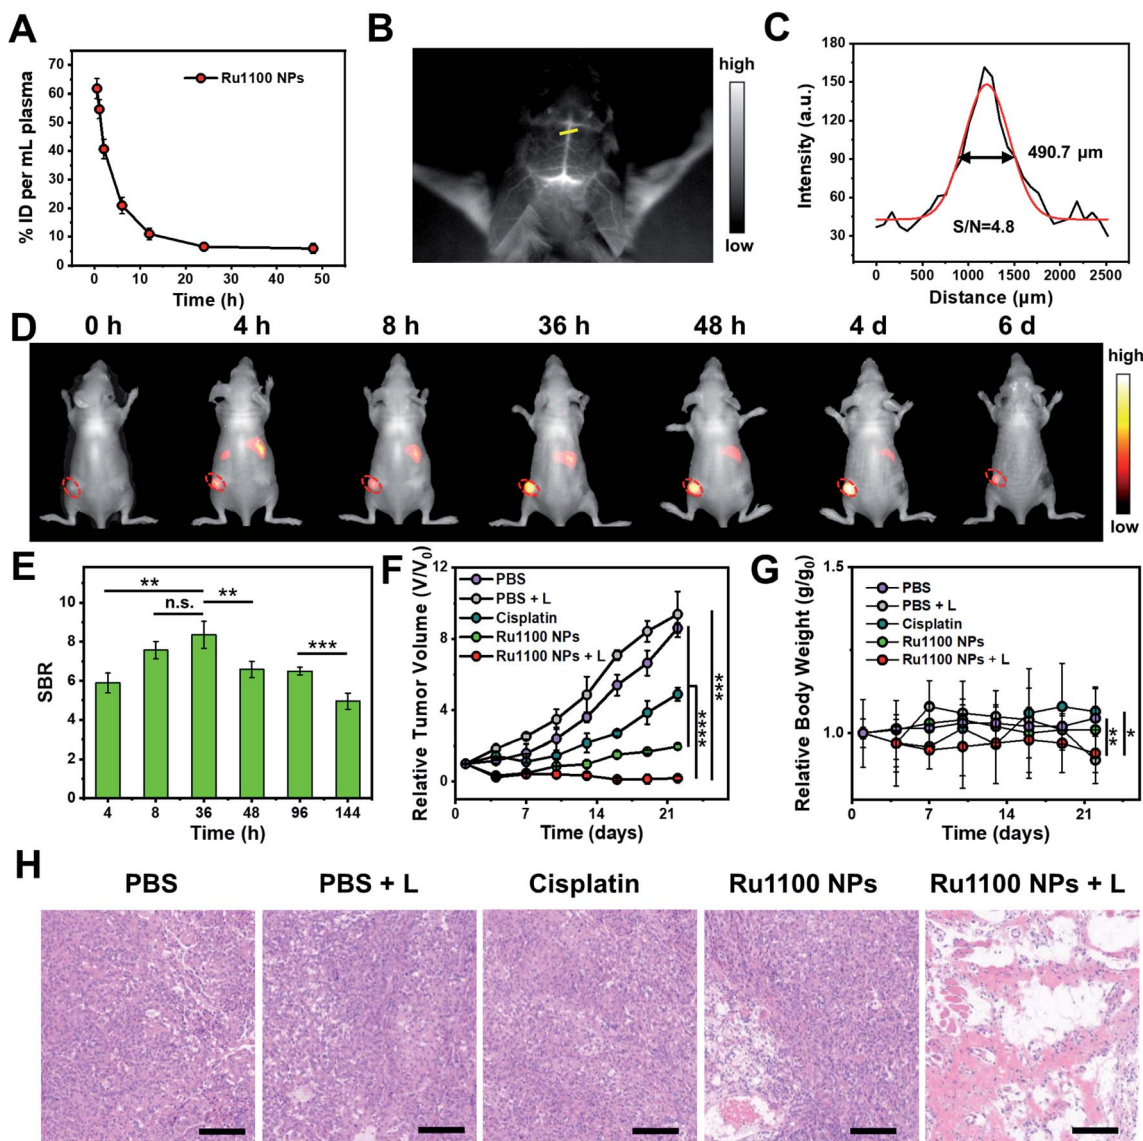 A
% ID per mL plasma
70
60
50
40
30
20
10
0
Ru1100 NPs
0 10 20 30 40 50
Time (h)
B
high
low
C
Intensity (a.u.)
180
150
120
90
60
30
490.7 μm
S/N=4.8
0 500 1000 1500 2000 2500
Distance (μm)
D
0 h 4 h 8 h 36 h 48 h 4 d 6 d
high
low
E
SBR
10
8
6
4
2
0
**
n.s.
**
***
4 8 36 48 96 144
Time (h)
F
Relative Tumor Volume (V/V0)
12
8
4
0
PBS
PBS + L
Cisplatin
Ru1100 NPs
Ru1100 NPs + L
****
***
1 7 14 21
Time (days)
G
Relative Body Weight (g/g0)
1.5
1.0
PBS
PBS + L
Cisplatin
Ru1100 NPs
Ru1100 NPs + L
**
*
0 7 14 21
Time (days)
H
PBS PBS + L Cisplatin Ru1100 NPs Ru1100 NPs + L